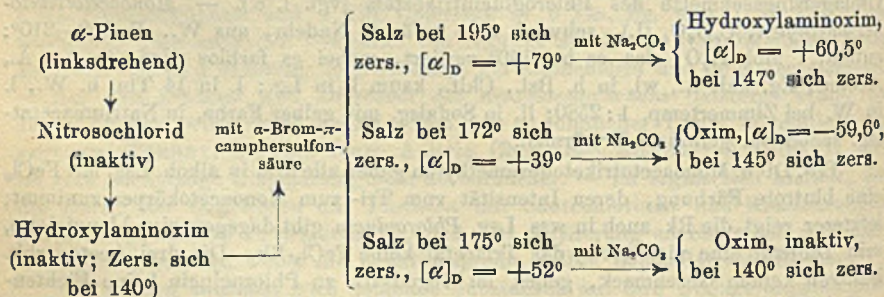 α-Pinen
(linksdrehend)
Nitrosochlorid
(inaktiv)
Hydroxylaminoxim
(inaktiv; Zers. sich
bei 140°)
mit α-Brom-π-
camphersulfon-
säure
Salz bei 195° sich
zers., [α]D = +79°
mit Na2CO3
Hydroxylaminoxim,
[α]D = +60,5°
bei 147° sich zers.
Salz bei 172° sich
zers., [α]D = +39°
mit Na2CO3
Oxim, [α]D=—59,6°,
bei 145° sich zers.
Salz bei 175° sich
zers., [α]D = +52°
mit Na2CO3
Oxim, inaktiv,
bei 140° sich zers.